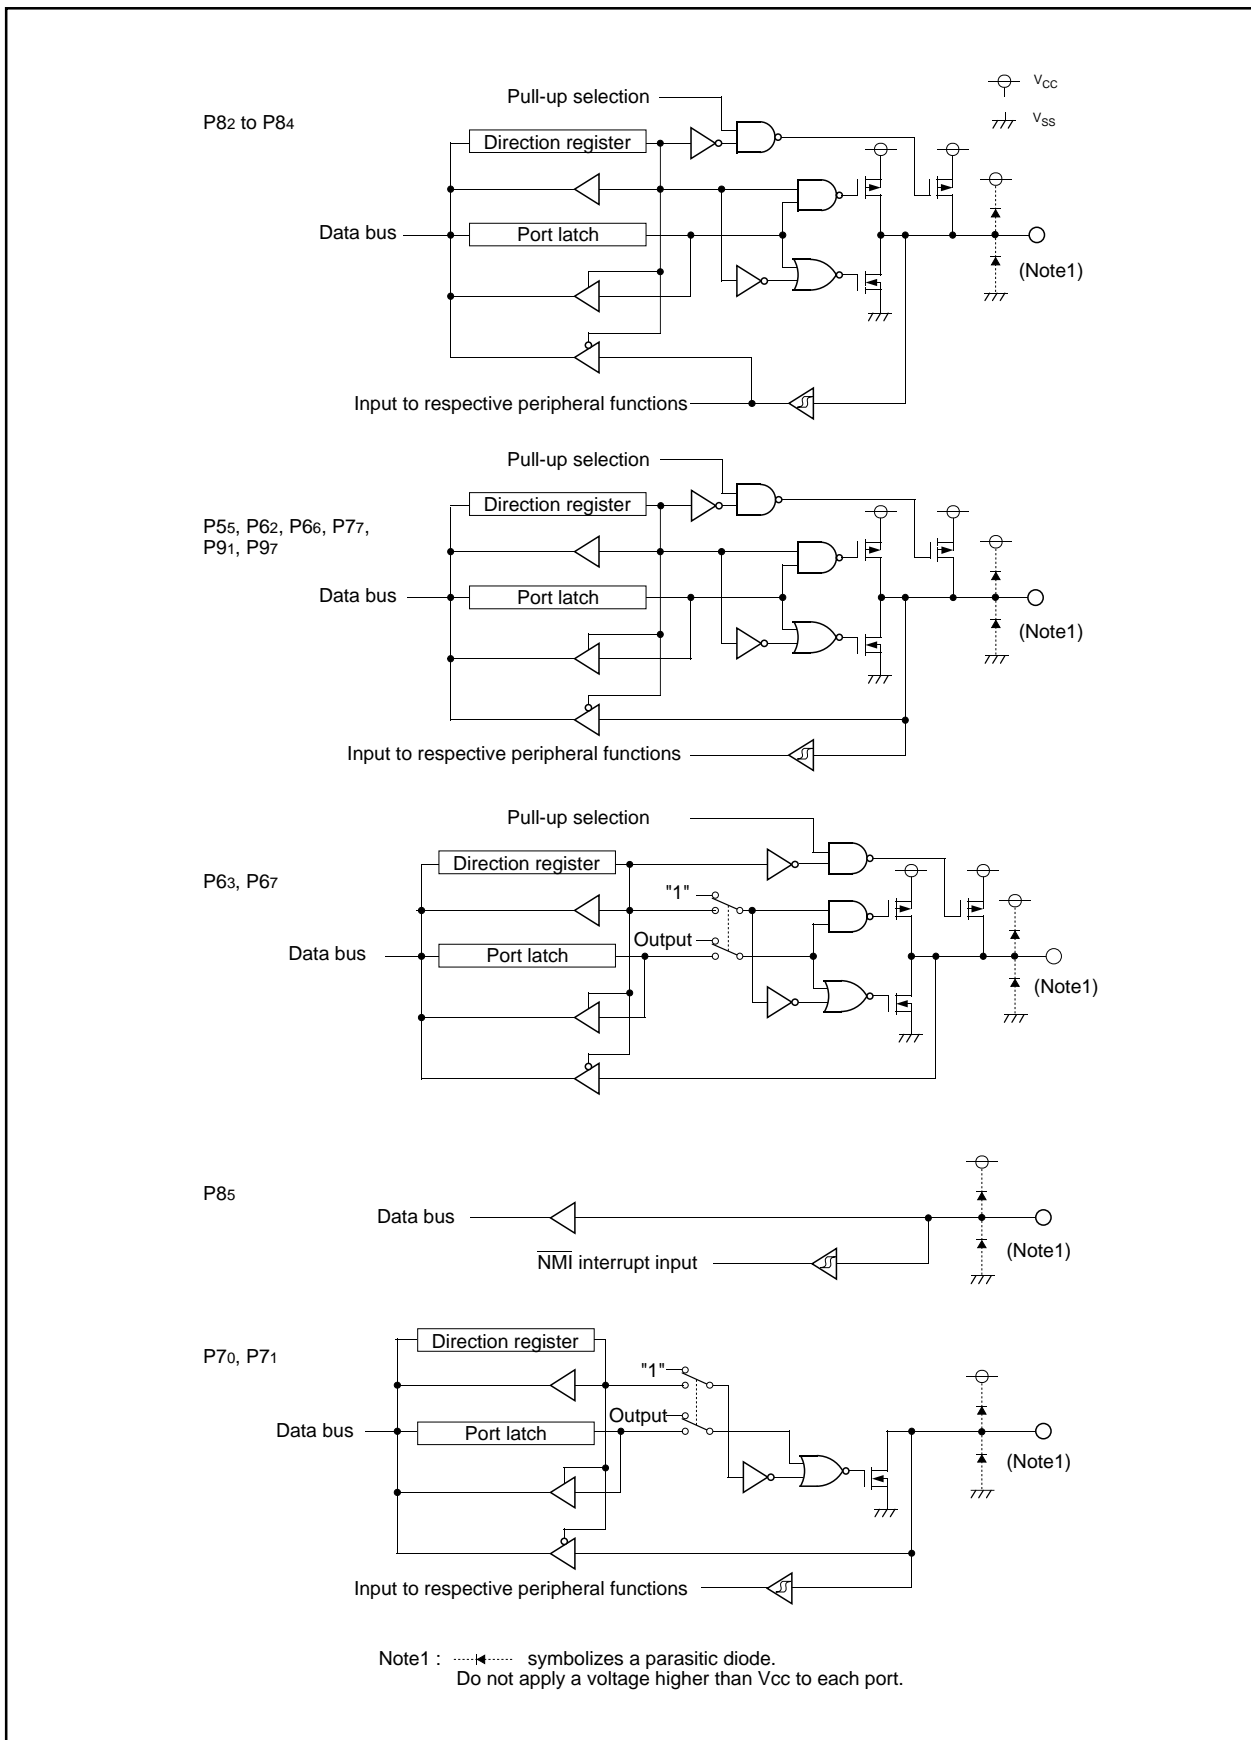 VCC
VSS
Pull-up selection
P82 to P84
Direction register
Data bus
Port latch
(Note1)
Input to respective peripheral functions
Pull-up selection
Direction register
P55, P62, P66, P77,
P91, P97
Data bus
Port latch
(Note1)
Input to respective peripheral functions
Pull-up selection
Direction register
P63, P67
"1"
Output
Data bus
Port latch
(Note1)
P85
Data bus
(Note1)
NMI interrupt input
Direction register
P70, P71
"1"
Output
Data bus
Port latch
(Note1)
Input to respective peripheral functions
Note1 : symbolizes a parasitic diode.
Do not apply a voltage higher than Vcc to each port.